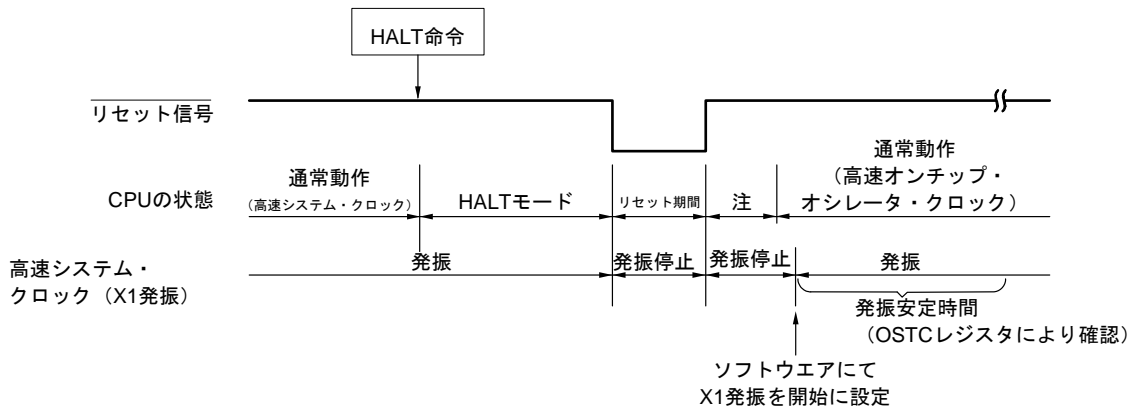 HALT命令
リセット信号
通常動作
（高速オンチップ・
オシレータ・クロック）
通常動作
（高速システム・クロック）
CPUの状態
HALTモード
リセット期間
注
高速システム・
クロック（X1発振）
発振
発振停止
発振停止
発振
発振安定時間
（OSTCレジスタにより確認）
ソフトウエアにて
X1発振を開始に設定